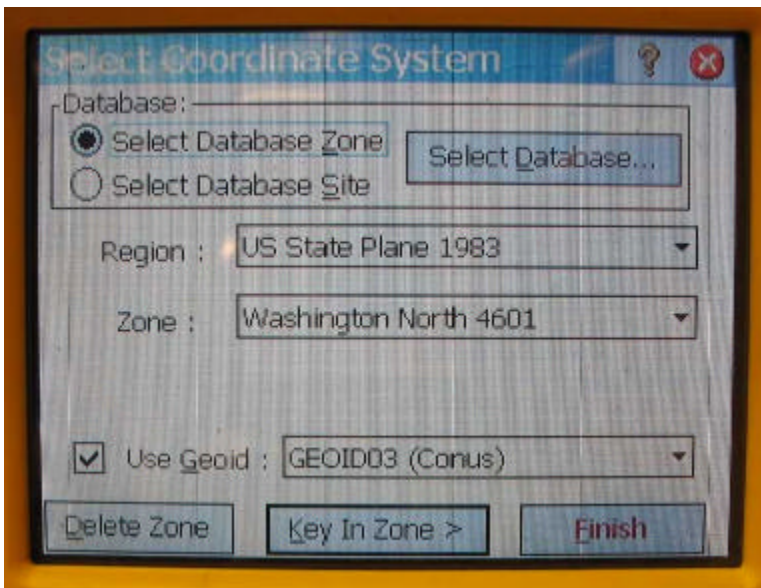 Select Coordinate System
Database:
Select Database Zone
Select Database...
Select Database Site
Region : US State Plane 1983
Zone : Washington North 4601
Use Geoid : GEOID03 (Conus)
Delete Zone Key In Zone > Finish